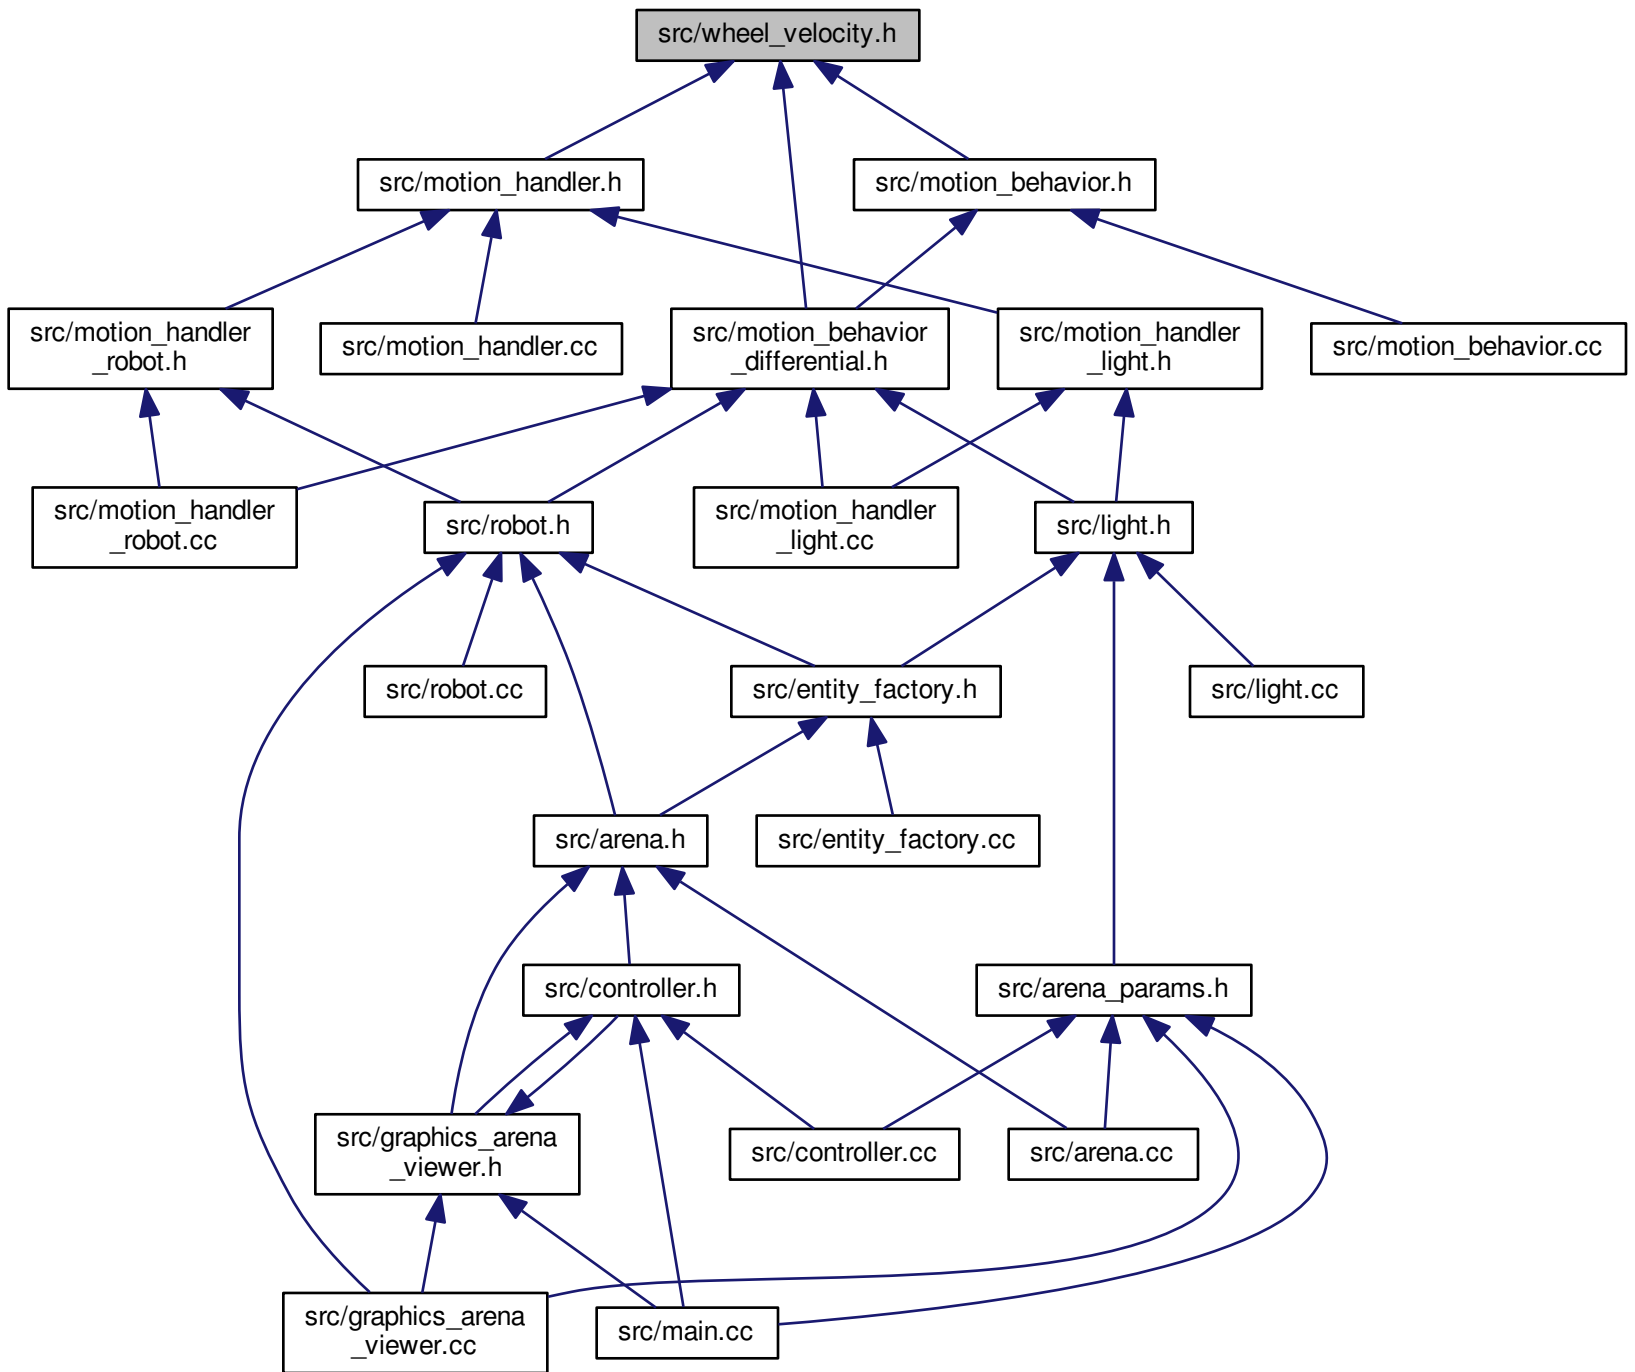 src/wheel_velocity.h
src/motion_handler.h
src/motion_behavior.h
src/motion_handler
_robot.h
src/motion_handler.cc
src/motion_behavior
_differential.h
src/motion_handler
_light.h
src/motion_behavior.cc
src/motion_handler
_robot.cc
src/robot.h
src/motion_handler
_light.cc
src/light.h
src/robot.cc
src/entity_factory.h
src/light.cc
src/arena.h
src/entity_factory.cc
src/controller.h
src/arena_params.h
src/graphics_arena
_viewer.h
src/controller.cc
src/arena.cc
src/graphics_arena
_viewer.cc
src/main.cc